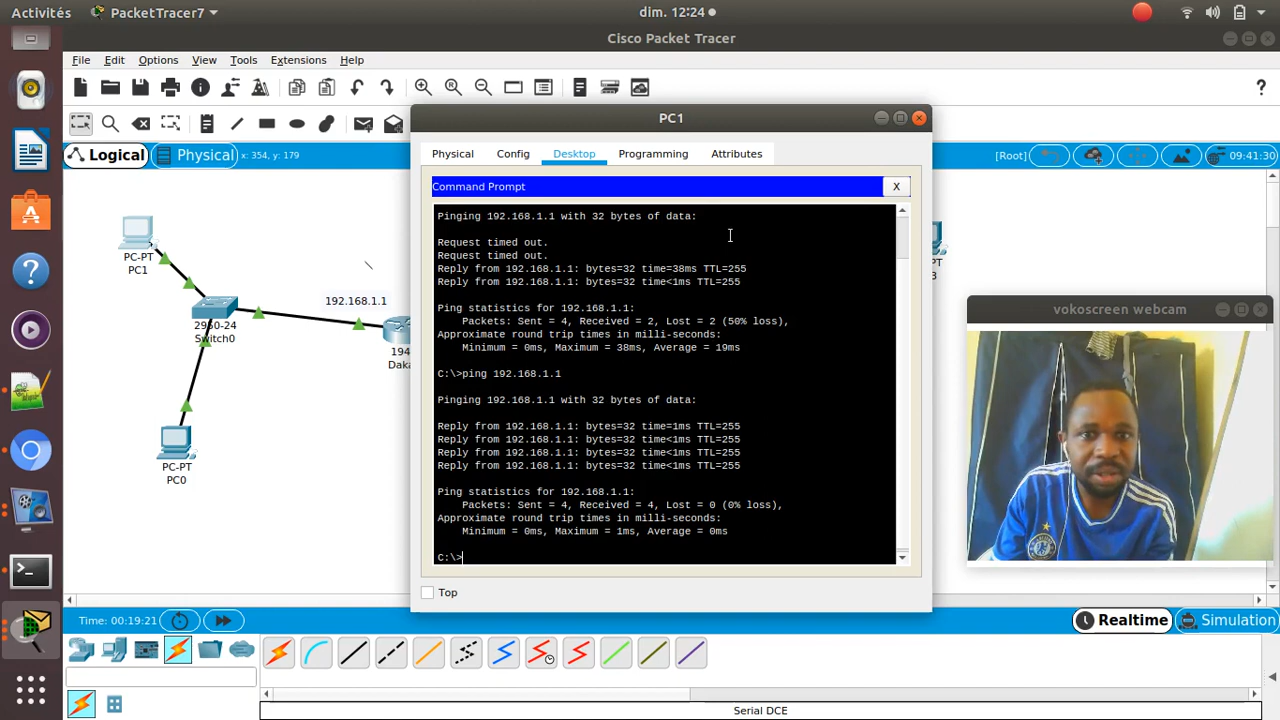 Activités
PacketTracer7
dim. 12:24
Cisco Packet Tracer
File Edit Options View Tools Extensions Help
?
Logical
Physical
x: 354, y: 179
[Root]
09:41:30
PC1
Physical Config Desktop Programming Attributes
Command Prompt
X
Pinging 192.168.1.1 with 32 bytes of data:
Request timed out.
Request timed out.
Reply from 192.168.1.1: bytes=32 time=38ms TTL=255
Reply from 192.168.1.1: bytes=32 time<1ms TTL=255
Ping statistics for 192.168.1.1:
Packets: Sent = 4, Received = 2, Lost = 2 (50% loss),
Approximate round trip times in milli-seconds:
Minimum = 0ms, Maximum = 38ms, Average = 19ms
C:\>ping 192.168.1.1
Pinging 192.168.1.1 with 32 bytes of data:
Reply from 192.168.1.1: bytes=32 time=1ms TTL=255
Reply from 192.168.1.1: bytes=32 time<1ms TTL=255
Reply from 192.168.1.1: bytes=32 time<1ms TTL=255
Reply from 192.168.1.1: bytes=32 time<1ms TTL=255
Ping statistics for 192.168.1.1:
Packets: Sent = 4, Received = 4, Lost = 0 (0% loss),
Approximate round trip times in milli-seconds:
Minimum = 0ms, Maximum = 1ms, Average = 0ms
C:\>
Top
PC-PT
PC1
2950-24
Switch0
192.168.1.1
194
Daka
PC-PT
PC0
T
3
vokoscreen webcam
Time: 00:19:21
Realtime
Simulation
Serial DCE